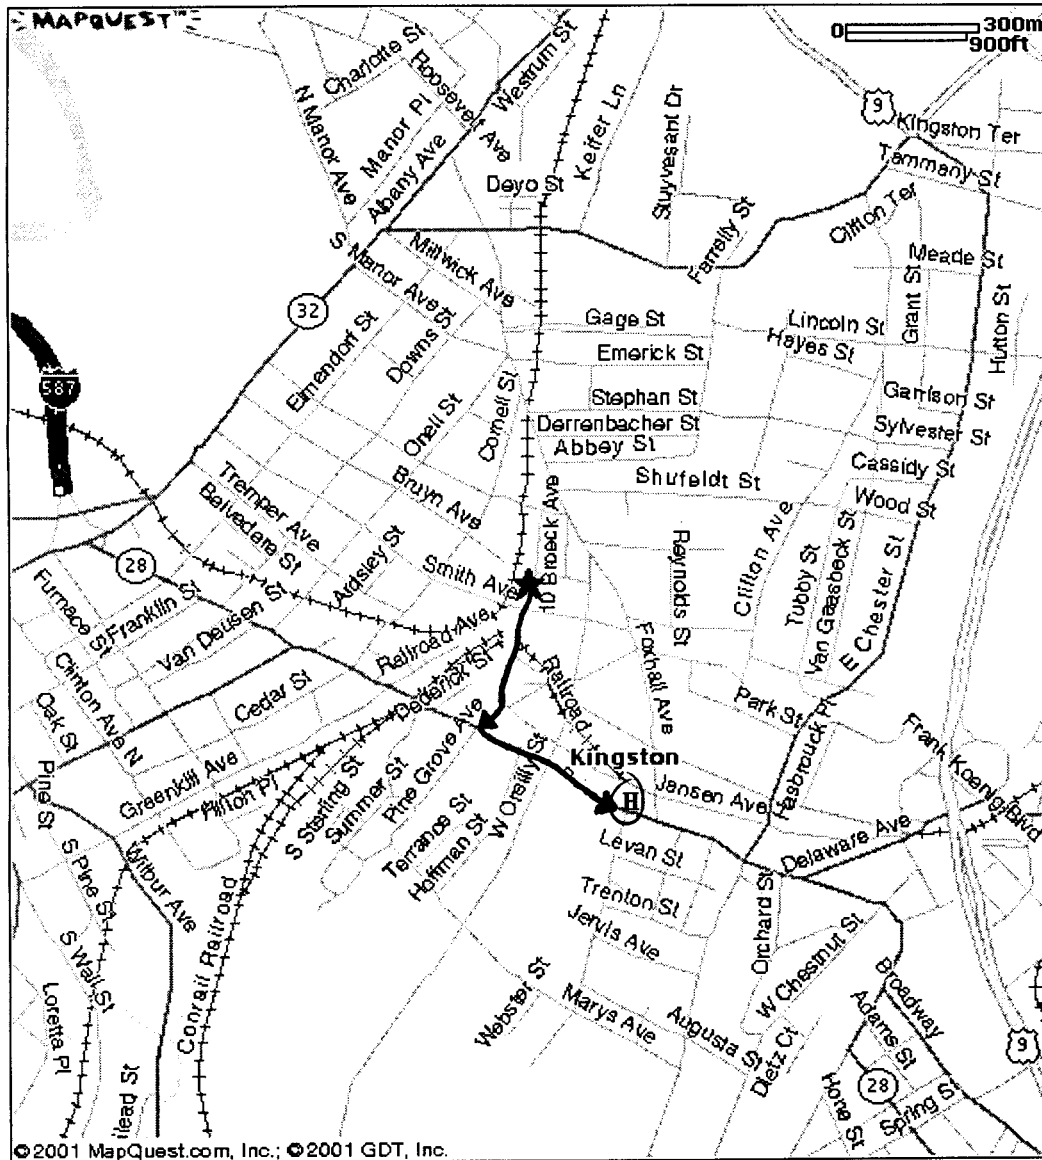 MAPQUEST
0 300m
900ft
Charlotte St
Roosevelt Ave
Westrum St
N Manor Ave
Manor Pl
Albany Ave
Keifer Ln
Stuyvesant Dr
9
Kingston Ter
Tammany St
Deyo St
Clifton Ter
Farrelly St
S Manor Ave
Millwick Ave
Meade St
32
Grant St
Hutton St
Gage St
Lincoln St
Hayes St
Emerick St
Elmendorf St
Downs St
587
Stephan St
Garrison St
Derrenbacher St
Abbey St
Sylvester St
Onell St
Cornell St
Cassidy St
Shufeldt St
Wood St
Bruyn Ave
Tremper Ave
Belvedere St
Ardsley St
Smith Ave
10 Broeck Ave
Reynolds St
Clifton Ave
Tubby St
Van Gaasbeck St
E Chester St
28
Furnace St
S Franklin St
Van Deusen St
Railroad Ave
Pederick St
Railroad
Foxhall Ave
Clinton Ave N
Oak St
Cedar St
Park St
Hasbrouck Pl
Frank Koenig Blvd
Pine Grove Ave
Kingston
H
Jansen Ave
Pine St
Greenkill Ave
Hilton Pl
S Sterling St
Summer St
W Oreilly St
Terrance St
Hoffman St
Levan St
Delaware Ave
S Pine St
Wilbur Ave
Trenton St
Jervis Ave
Orchard St
Conrail Railroad
S Wall St
W Chestnut St
Broadway
Loretta Pl
Webster St
Marys Ave
Augusta St
Dietz Ct
Adams St
9
28
Hone St
Spring St
ilead St
©2001 MapQuest.com, Inc.; ©2001 GDT, Inc.